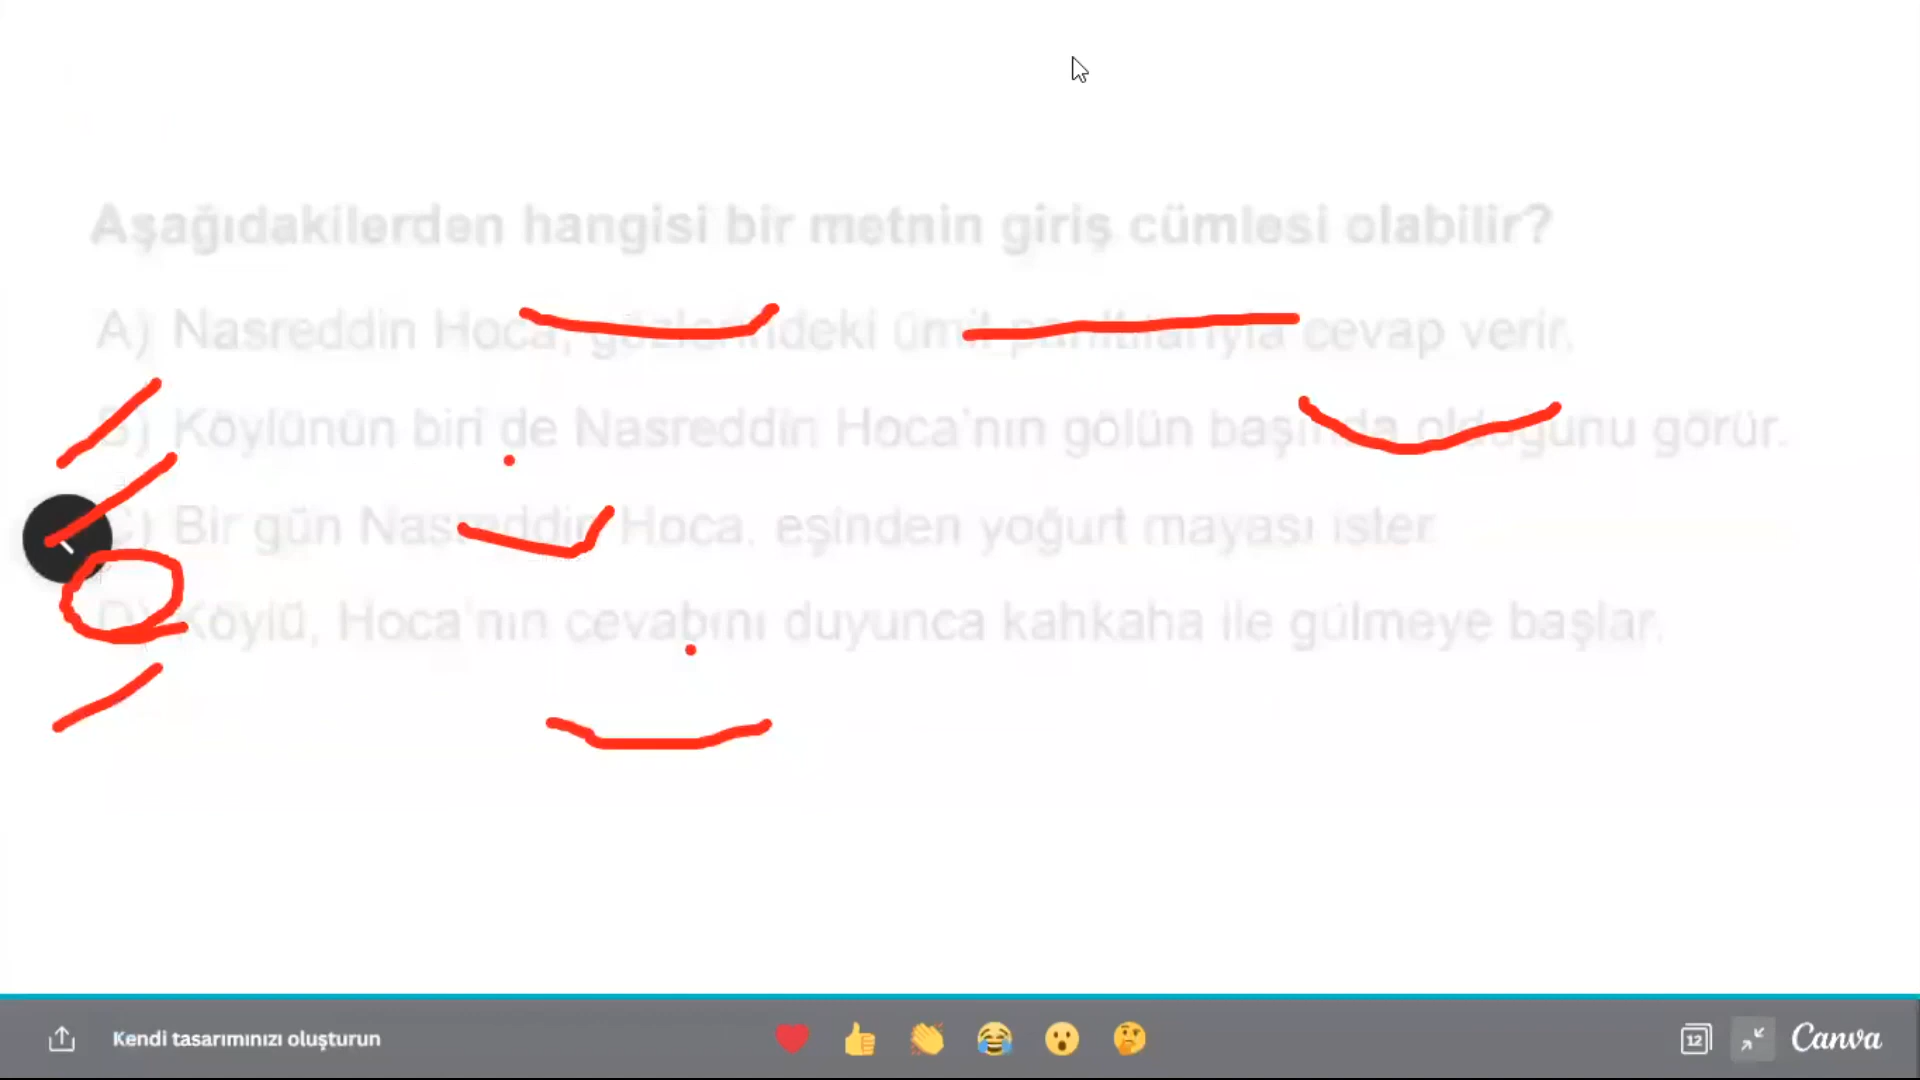 Aşağıdakilerden hangisi bir metnin giriş cümlesi olabilir?
A) Nasreddin Hoca, gözlerindeki ümit parıltılarıyla cevap verir.
B) Köylünün biri de Nasreddin Hoca'nın gölün başında olduğunu görür.
C) Bir gün Nasreddin Hoca, eşinden yoğurt mayası ister.
D) Köylü, Hoca'nın cevabını duyunca kahkaha ile gülmeye başlar.
Kendi tasarımınızı oluşturun
12
Canva